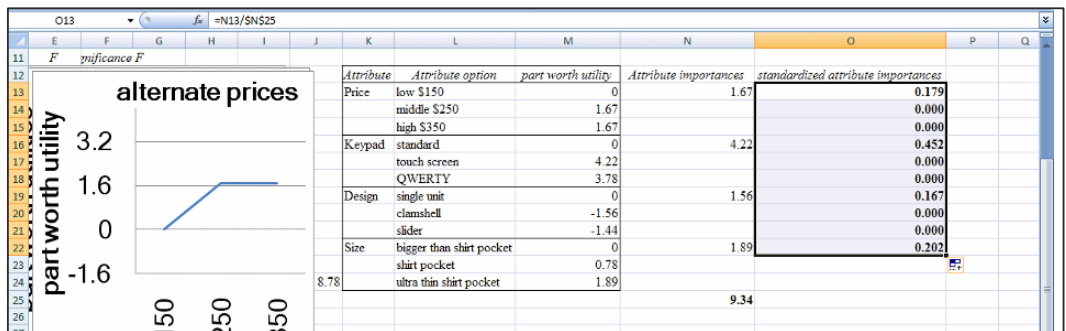 O13 fx =N13/$N$25
E F G H I J K L M N O P Q
11 F gnificance F
12 Attribute Attribute option part worth utility Attribute importances standardized attribute importances
13 Price low $150 0 1.67 0.179
14 middle $250 1.67 0.000
15 high $350 1.67 0.000
16 Keypad standard 0 4.22 0.452
17 touch screen 4.22 0.000
18 QWERTY 3.78 0.000
19 Design single unit 0 1.56 0.167
20 clamshell -1.56 0.000
21 slider -1.44 0.000
22 Size bigger than shirt pocket 0 1.89 0.202
23 shirt pocket 0.78
24 8.78 ultra thin shirt pocket 1.89
25 9.34
26
alternate prices
part worth utility
3.2
1.6
0
-1.6
150
250
350